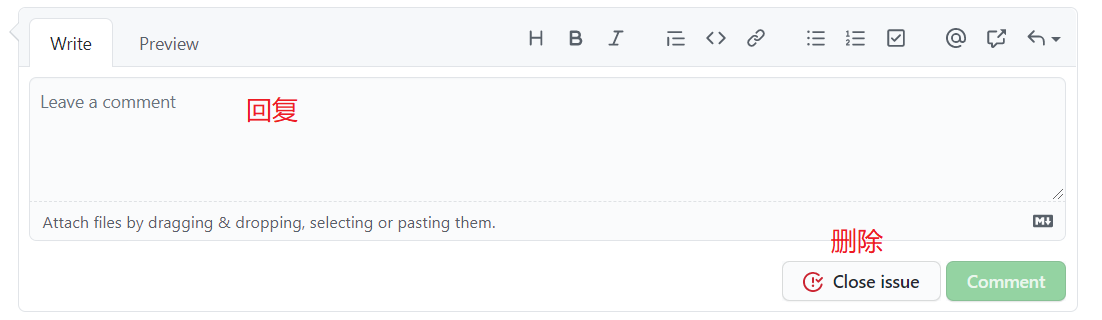 Write Preview H B I
Leave a comment
回复
Attach files by dragging & dropping, selecting or pasting them. M↓
删除
Close issue Comment